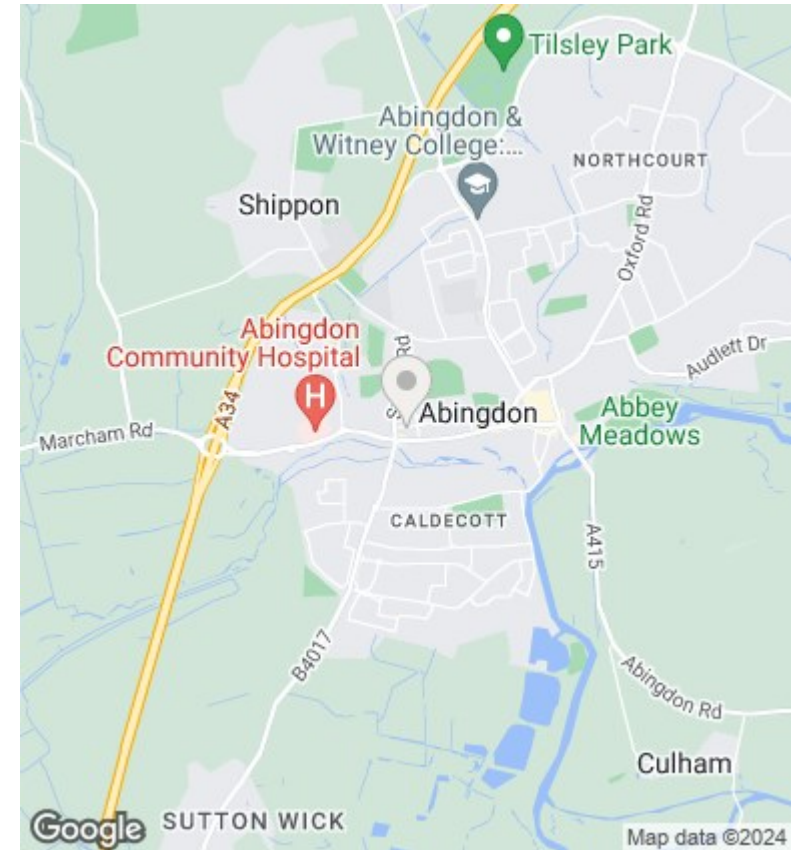 Tilsley Park
Abingdon &
Witney College:...
NORTHCOURT
Shippon
Oxford Rd
Abingdon
Community Hospital
H
Rd
Audlett Dr
Abingdon
Abbey
Meadows
A34
Marcham Rd
CALDECOTT
A415
B4017
Abingdon Rd
Culham
SUTTON WICK
Google
Map data ©2024